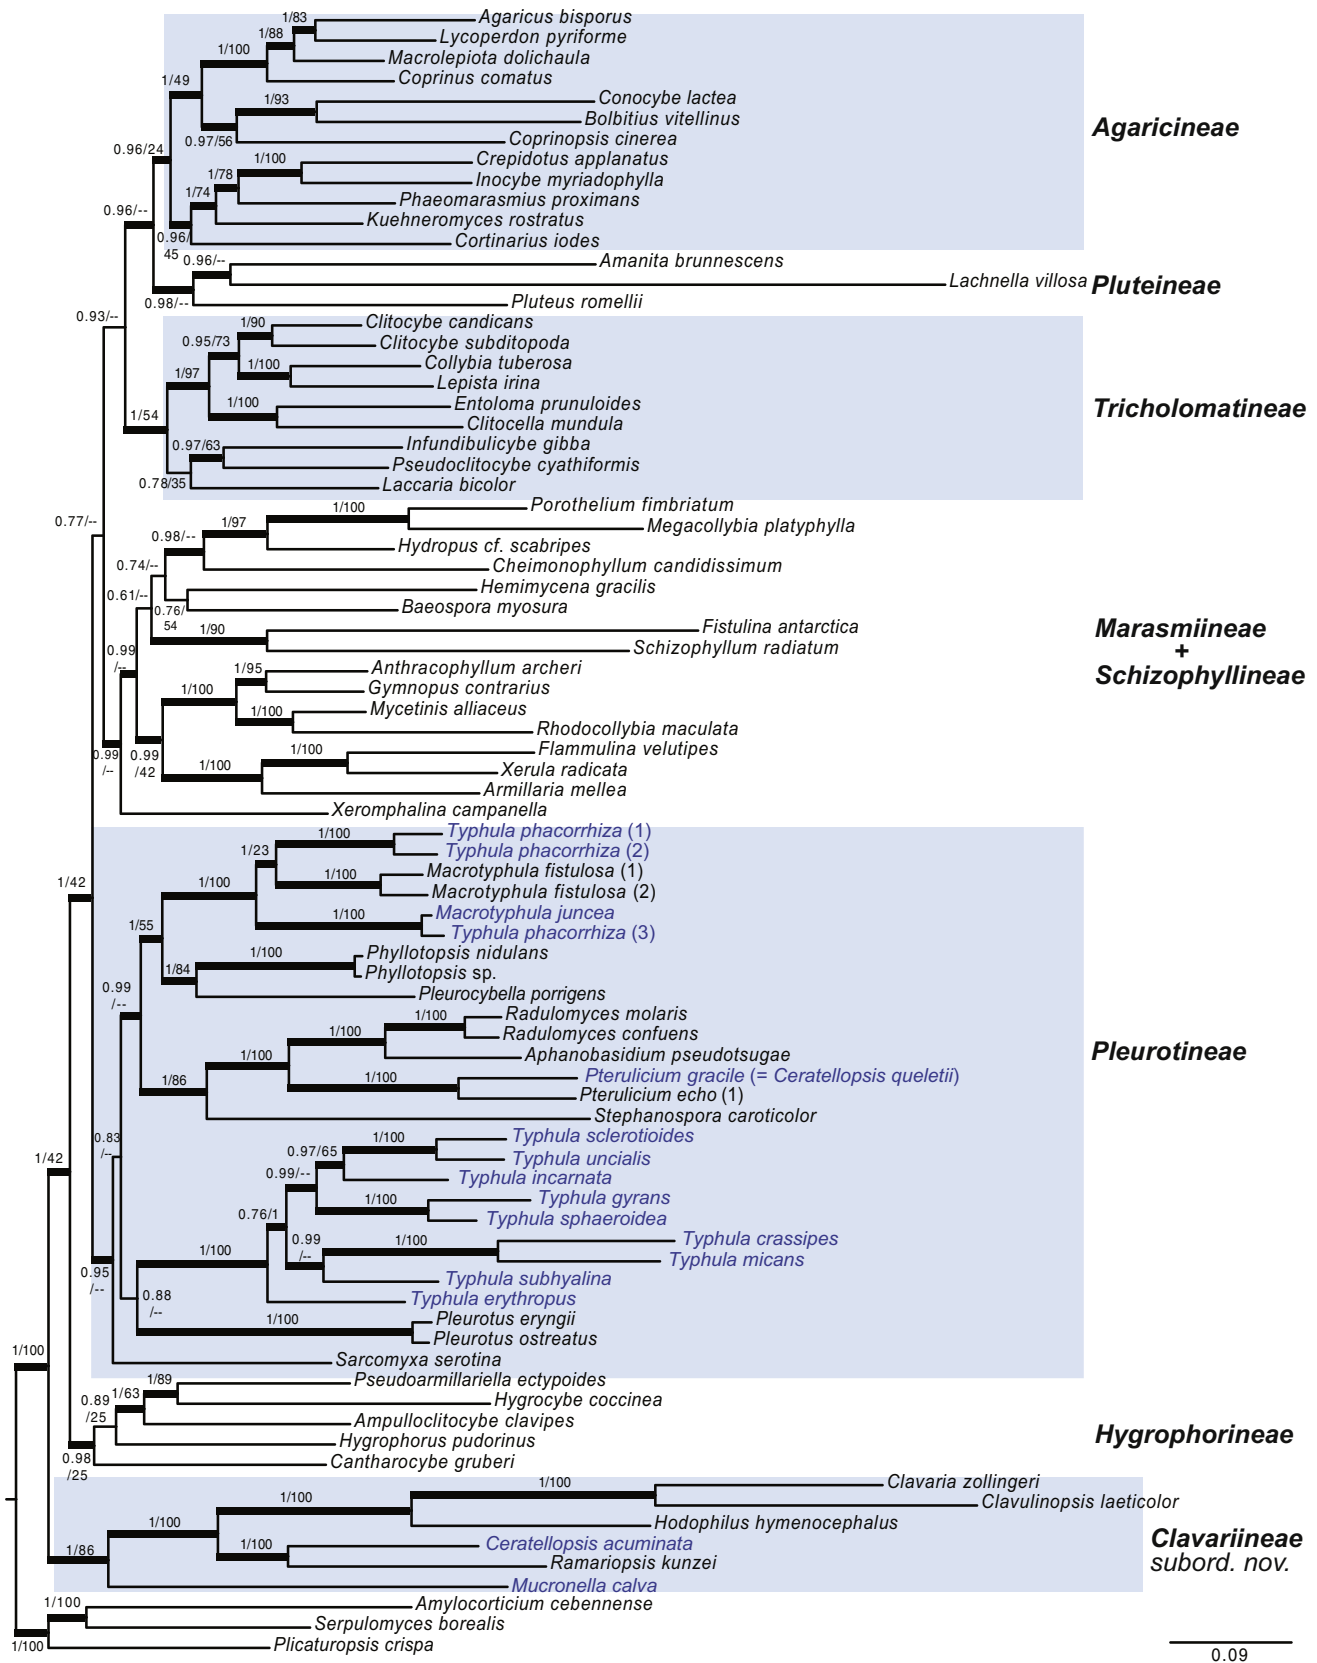 1/83
Agaricus bisporus
1/88
Lycoperdon pyriforme
1/100
Macrolepiota dolichaula
Coprinus comatus
1/49
1/93
Conocybe lactea
Bolbitius vitellinus
Agaricineae
0.97/56
Coprinopsis cinerea
0.96/24
1/100
Crepidotus applanatus
1/78
Inocybe myriadophylla
1/74
Phaeomarasmius proximans
0.96/--
Kuehneromyces rostratus
0.96/
45
Cortinarius iodes
0.96/--
Amanita brunnescens
Lachnella villosa
Pluteineae
0.98/--
Pluteus romellii
0.93/--
1/90
Clitocybe candicans
0.95/73
Clitocybe subditopoda
1/100
Collybia tuberosa
1/97
Lepista irina
1/100
Entoloma prunuloides
Tricholomatineae
1/54
Clitocella mundula
0.97/63
Infundibulicybe gibba
Pseudoclitocybe cyathiformis
0.78/35
Laccaria bicolor
1/100
Porothelium fimbriatum
0.77/--
1/97
Megacollybia platyphylla
0.98/--
Hydropus cf. scabripes
0.74/--
Cheimonophyllum candidissimum
0.61/--
Hemimycena gracilis
0.76/
54
Baeospora myosura
1/90
Fistulina antarctica
Marasmiineae
+
Schizophyllineae
0.99
/--
Schizophyllum radiatum
1/95
Anthracophyllum archeri
1/100
Gymnopus contrarius
1/100
Mycetinis alliaceus
Rhodocollybia maculata
0.99
/--
0.99
/42
1/100
Flammulina velutipes
1/100
Xerula radicata
Armillaria mellea
Xeromphalina campanella
1/100
Typhula phacorrhiza (1)
1/23
Typhula phacorrhiza (2)
1/42
1/100
1/100
Macrotyphula fistulosa (1)
Macrotyphula fistulosa (2)
1/100
Macrotyphula juncea
1/55
Typhula phacorrhiza (3)
1/100
Phyllotopsis nidulans
1/84
Phyllotopsis sp.
0.99
/--
Pleurocybella porrigens
1/100
Radulomyces molaris
1/100
Radulomyces confuens
1/100
Aphanobasidium pseudotsugae
Pleurotineae
1/86
1/100
Pterulicium gracile (= Ceratellopsis queletii)
Pterulicium echo (1)
Stephanospora caroticolor
0.83
/--
1/100
Typhula sclerotioides
1/42
0.97/65
Typhula uncialis
0.99/--
Typhula incarnata
1/100
Typhula gyrans
0.76/1
Typhula sphaeroidea
0.99
/--
1/100
Typhula crassipes
1/100
Typhula micans
0.95
/--
Typhula subhyalina
0.88
/--
Typhula erythropus
1/100
Pleurotus eryngii
Pleurotus ostreatus
1/100
Sarcomyxa serotina
1/89
Pseudoarmillariella ectypoides
0.89
/25
1/63
Hygrocybe coccinea
Ampulloclitocybe clavipes
Hygrophorineae
Hygrophorus pudorinus
0.98
/25
Cantharocybe gruberi
1/100
Clavaria zollingeri
1/100
Clavulinopsis laeticolor
1/100
Hodophilus hymenocephalus
Clavariineae
subord. nov.
1/86
1/100
Ceratellopsis acuminata
Ramariopsis kunzei
Mucronella calva
1/100
Amylocorticium cebennense
Serpulomyces borealis
1/100
Plicaturopsis crispa
0.09